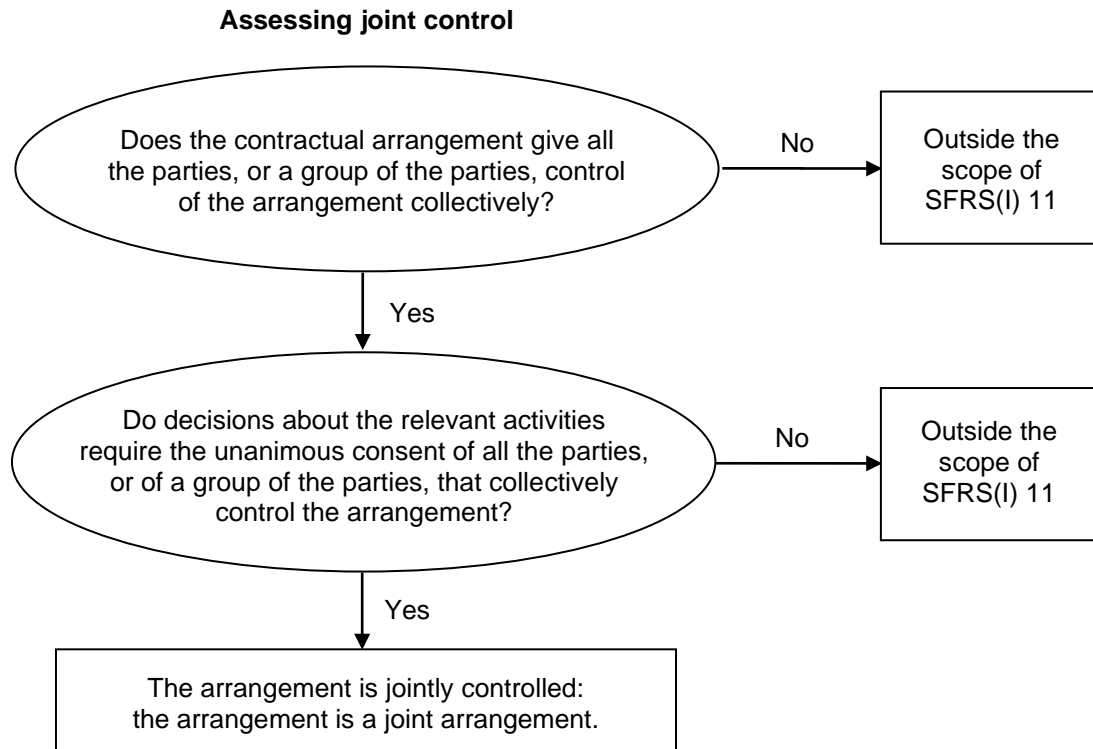 Assessing joint control
Does the contractual arrangement give all
the parties, or a group of the parties, control
of the arrangement collectively?
No
Outside the
scope of
SFRS(I) 11
Yes
Do decisions about the relevant activities
require the unanimous consent of all the parties,
or of a group of the parties, that collectively
control the arrangement?
No
Outside the
scope of
SFRS(I) 11
Yes
The arrangement is jointly controlled:
the arrangement is a joint arrangement.